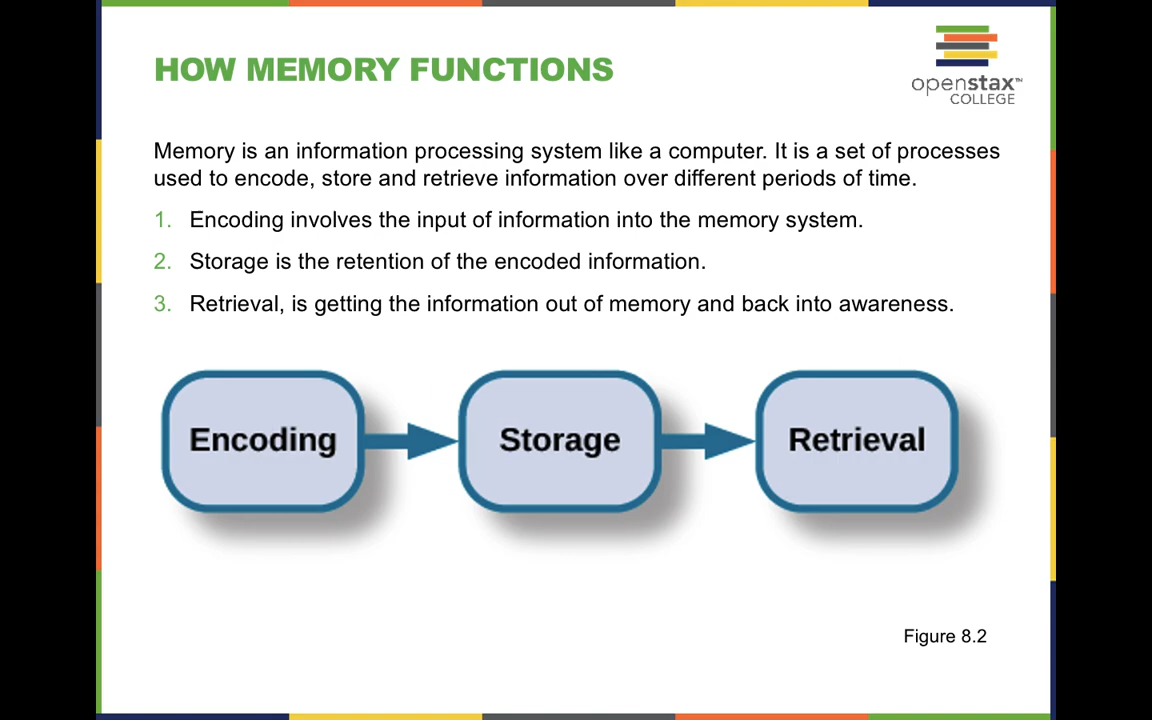 HOW MEMORY FUNCTIONS
openstax™
COLLEGE
Memory is an information processing system like a computer. It is a set of processes
used to encode, store and retrieve information over different periods of time.
1. Encoding involves the input of information into the memory system.
2. Storage is the retention of the encoded information.
3. Retrieval, is getting the information out of memory and back into awareness.
Encoding
Storage
Retrieval
Figure 8.2